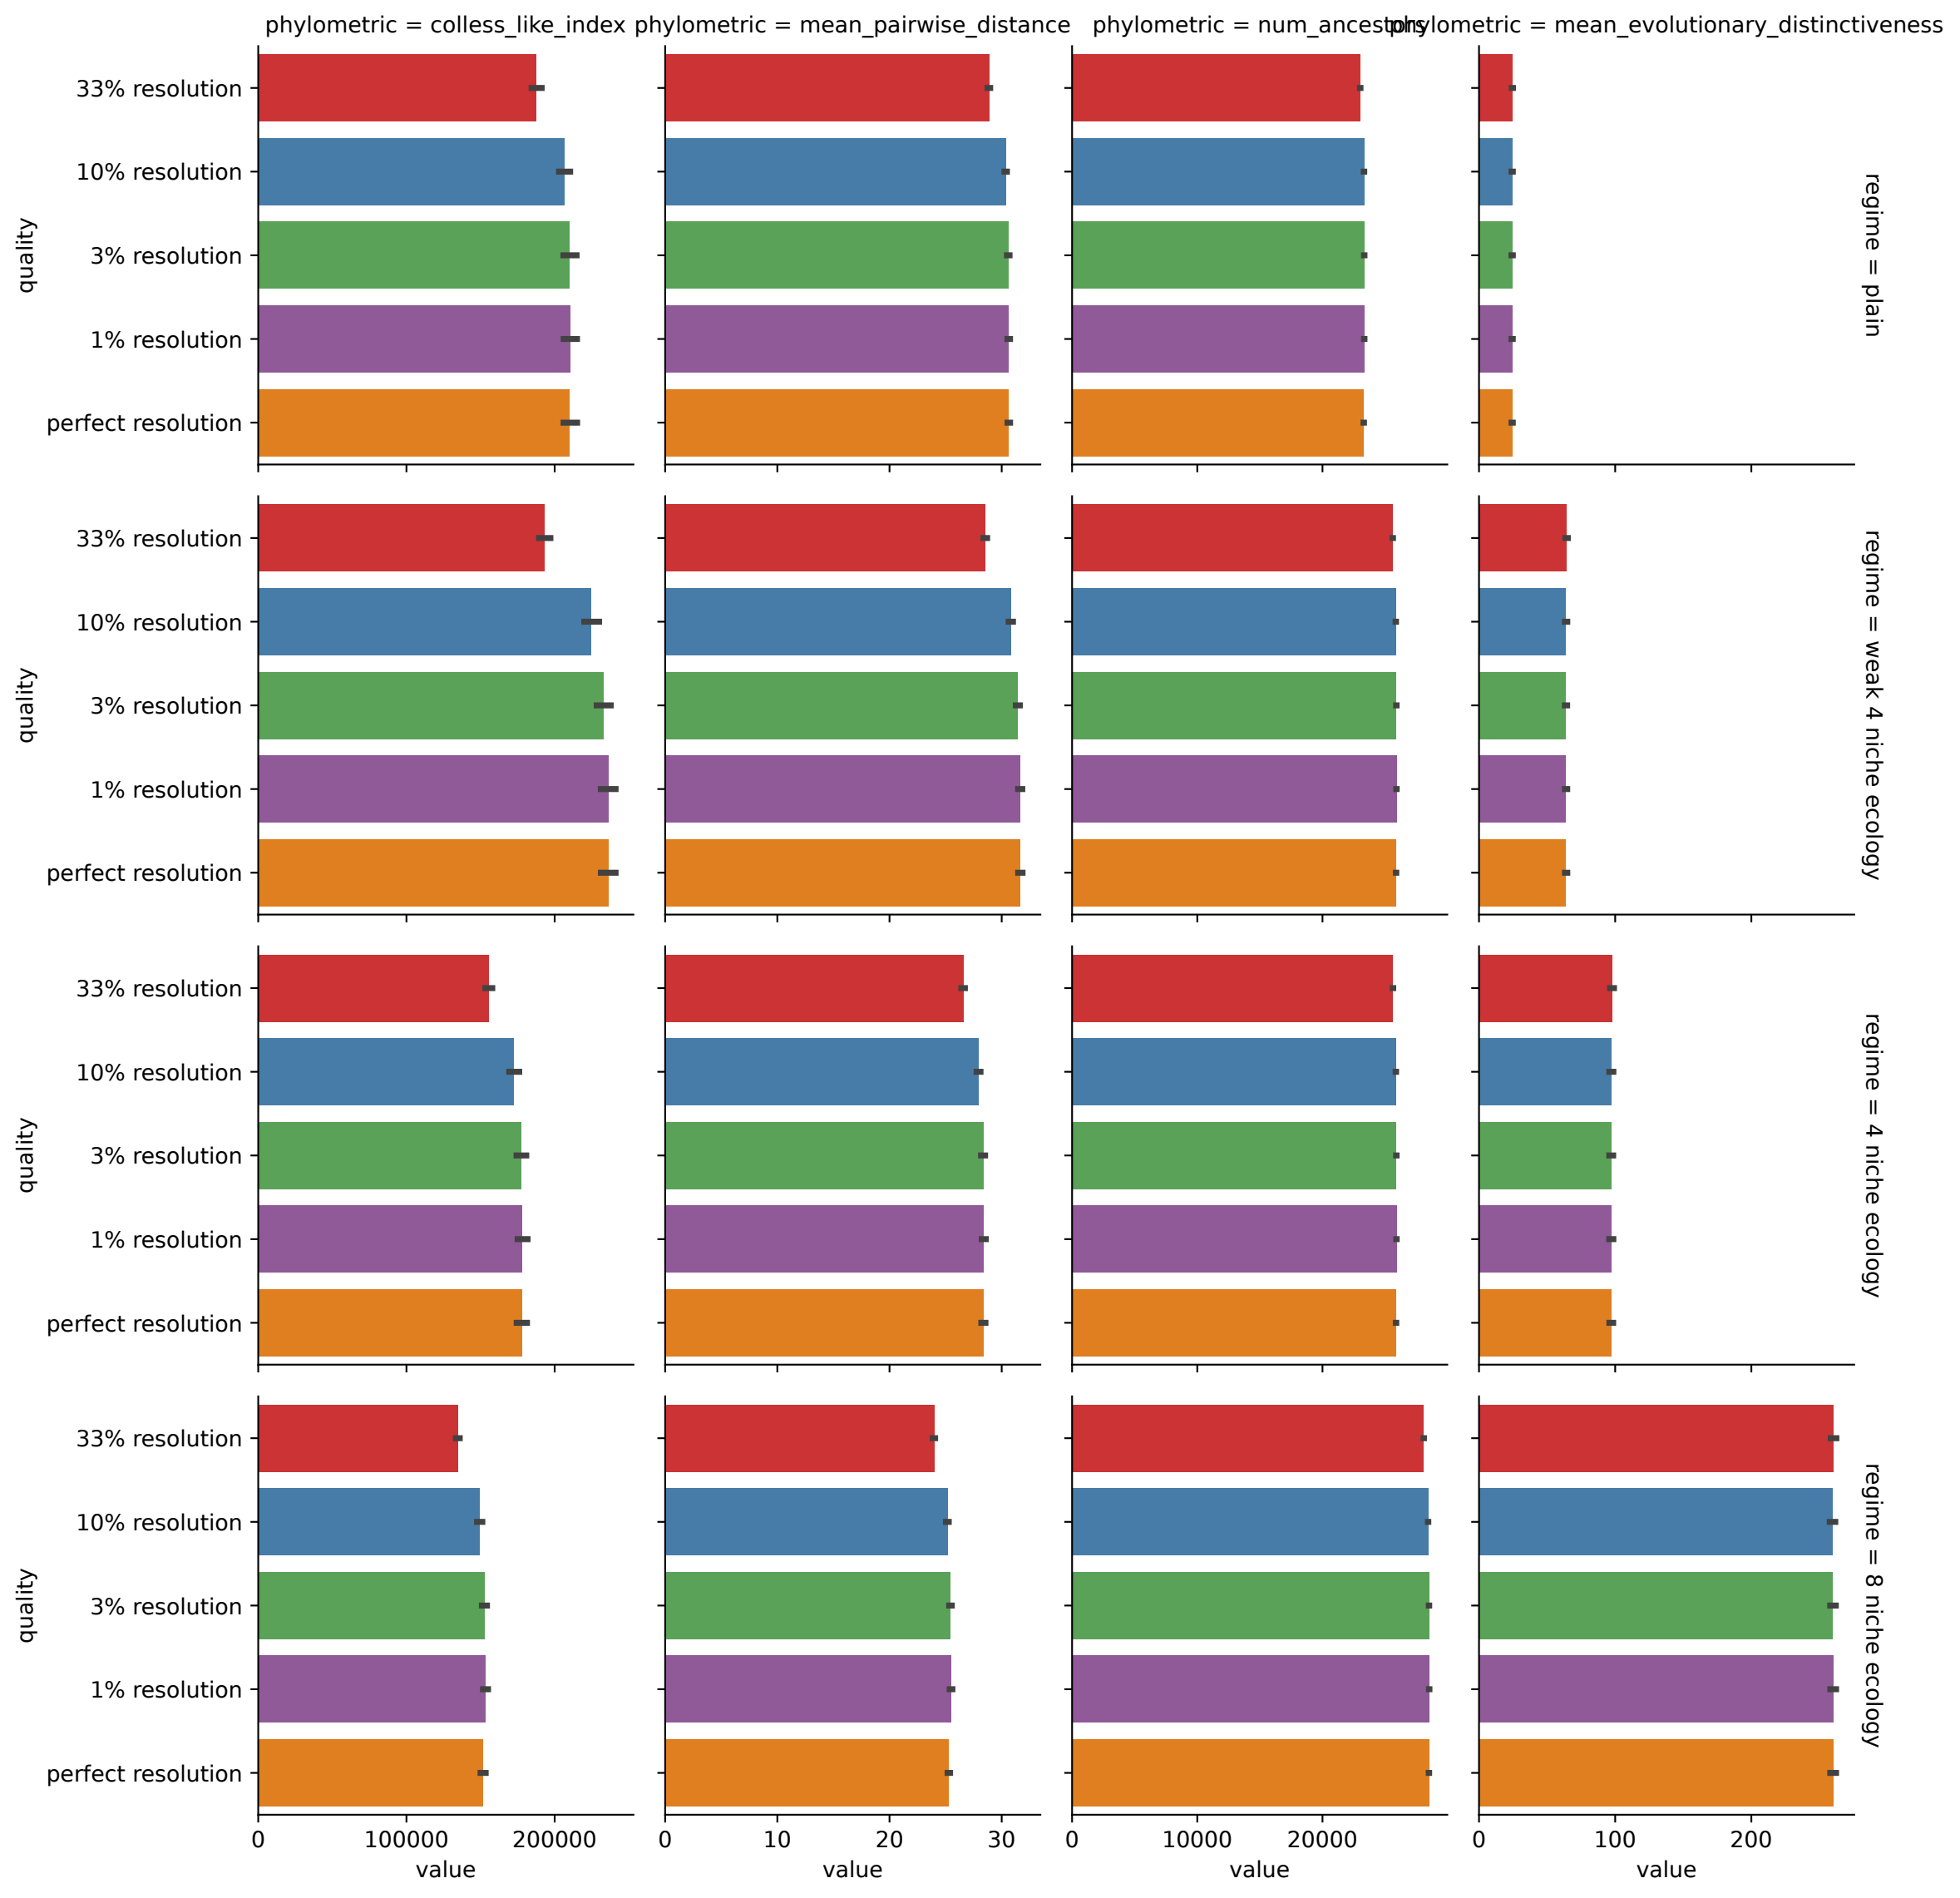 phylometric = colless_like_index
phylometric = mean_pairwise_distance
phylometric = num_ancestors
phylometric = mean_evolutionary_distinctiveness
quality
33% resolution
10% resolution
3% resolution
1% resolution
perfect resolution
regime = plain
quality
33% resolution
10% resolution
3% resolution
1% resolution
perfect resolution
regime = weak 4 niche ecology
quality
33% resolution
10% resolution
3% resolution
1% resolution
perfect resolution
regime = 4 niche ecology
quality
33% resolution
10% resolution
3% resolution
1% resolution
perfect resolution
regime = 8 niche ecology
0 100000 200000
value
0 10 20 30
value
0 10000 20000
value
0 100 200
value